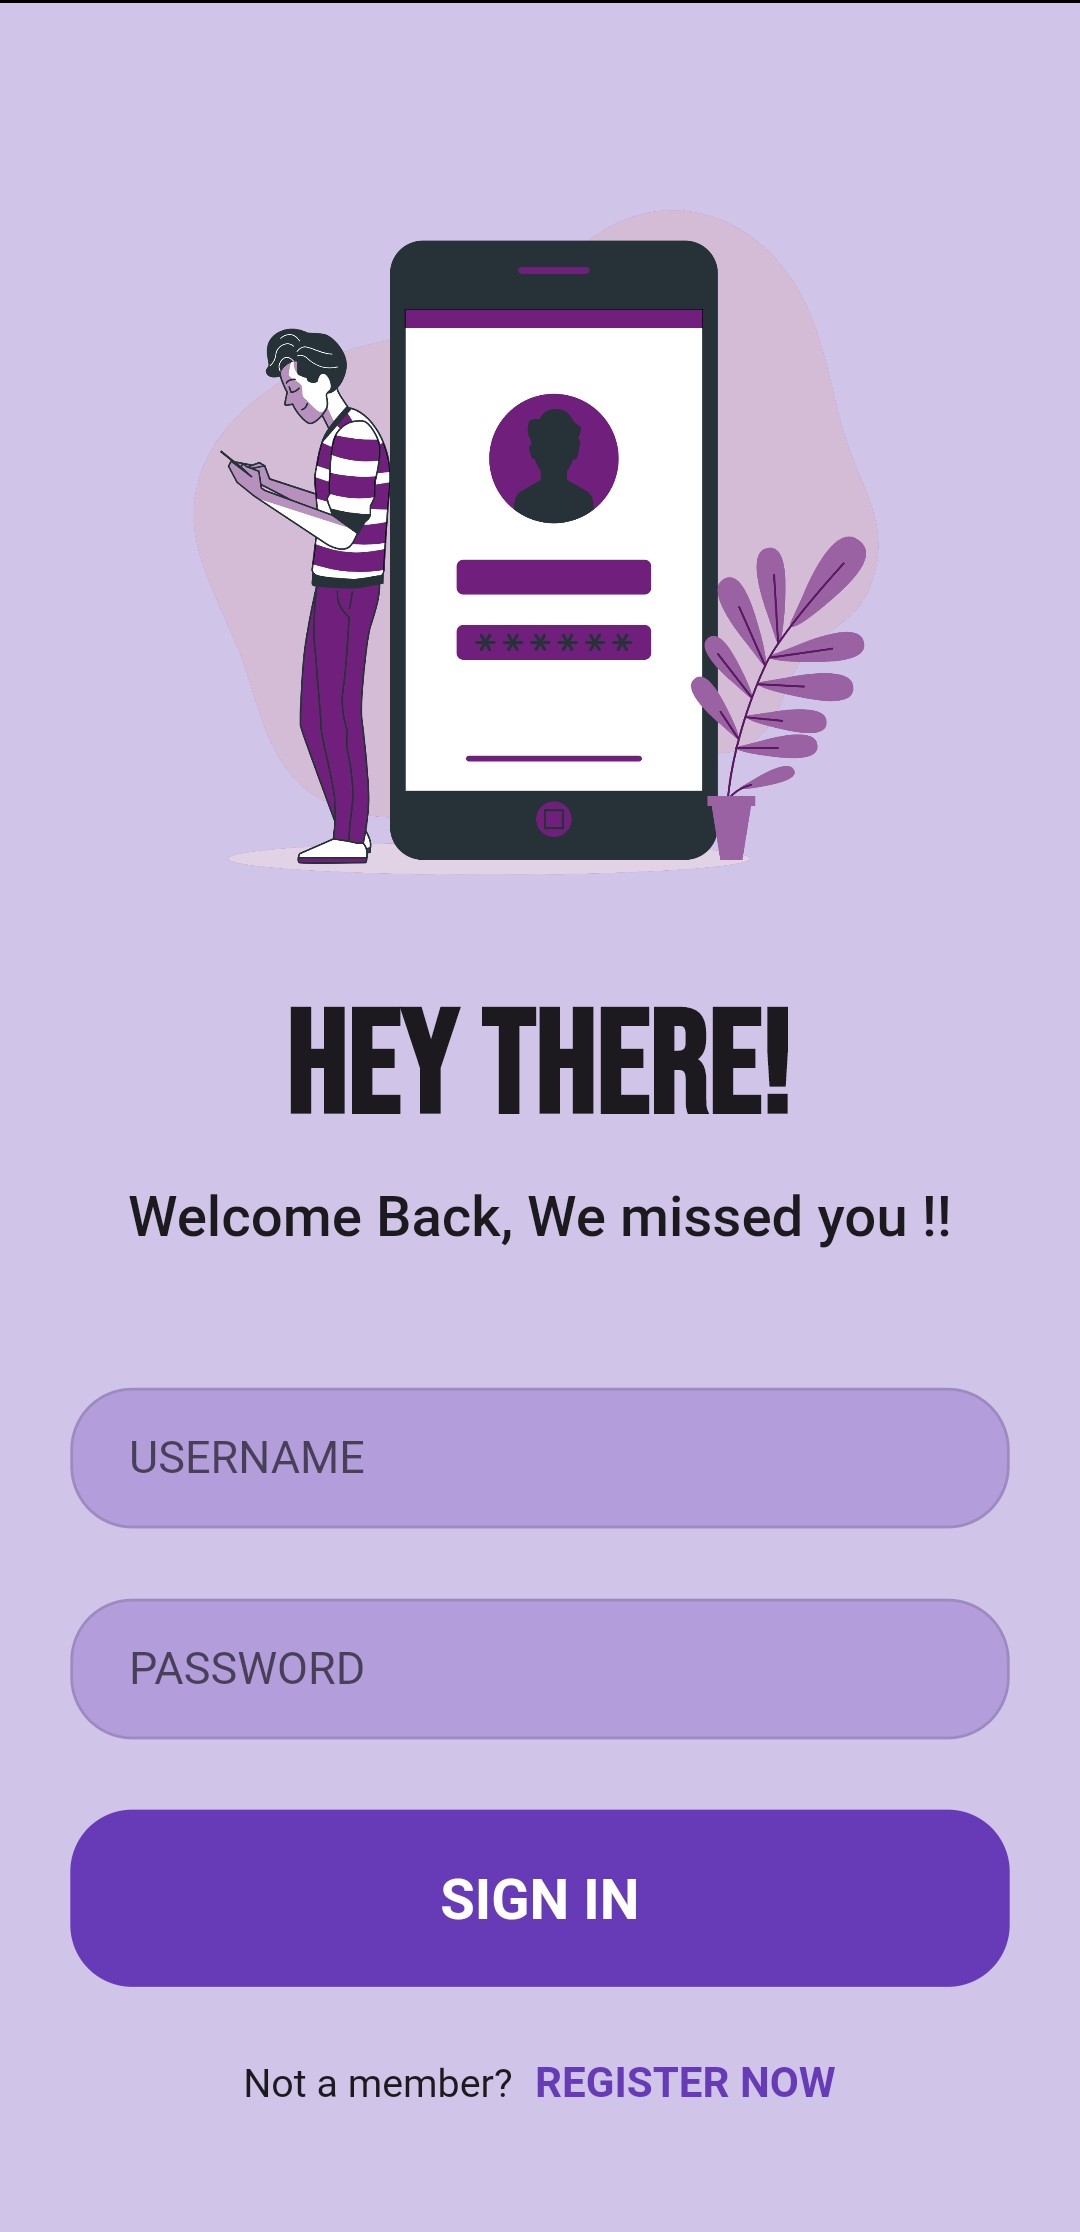 ******
HEY THERE!
Welcome Back, We missed you !!
USERNAME
PASSWORD
SIGN IN
Not a member? REGISTER NOW